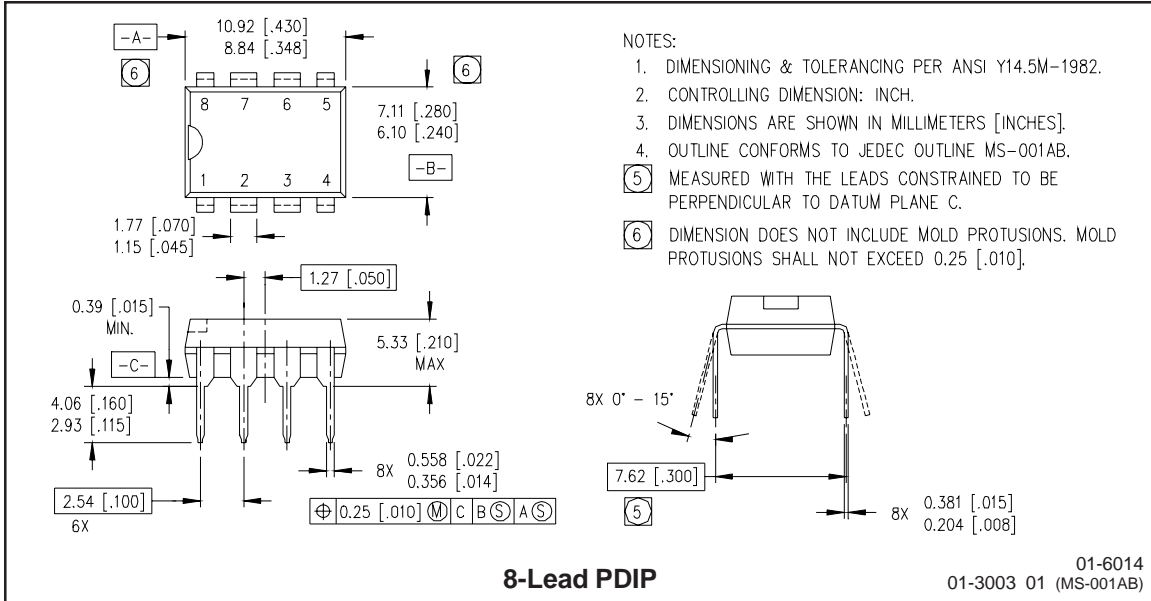 -A-
10.92 [.430]
8.84 [.348]
6
6
8 7 6 5
1 2 3 4
7.11 [.280]
6.10 [.240]
-B-
1.77 [.070]
1.15 [.045]
1.27 [.050]
0.39 [.015]
MIN.
-C-
5.33 [.210]
MAX
4.06 [.160]
2.93 [.115]
2.54 [.100]
6X
8X 0.558 [.022]
0.356 [.014]
⌖ 0.25 [.010] Ⓜ C B Ⓢ A Ⓢ
NOTES:
1. DIMENSIONING & TOLERANCING PER ANSI Y14.5M-1982.
2. CONTROLLING DIMENSION: INCH.
3. DIMENSIONS ARE SHOWN IN MILLIMETERS [INCHES].
4. OUTLINE CONFORMS TO JEDEC OUTLINE MS-001AB.
5 MEASURED WITH THE LEADS CONSTRAINED TO BE
PERPENDICULAR TO DATUM PLANE C.
6 DIMENSION DOES NOT INCLUDE MOLD PROTUSIONS. MOLD
PROTUSIONS SHALL NOT EXCEED 0.25 [.010].
8X 0° - 15°
7.62 [.300]
5
8X 0.381 [.015]
0.204 [.008]
8-Lead PDIP
01-6014
01-3003 01 (MS-001AB)